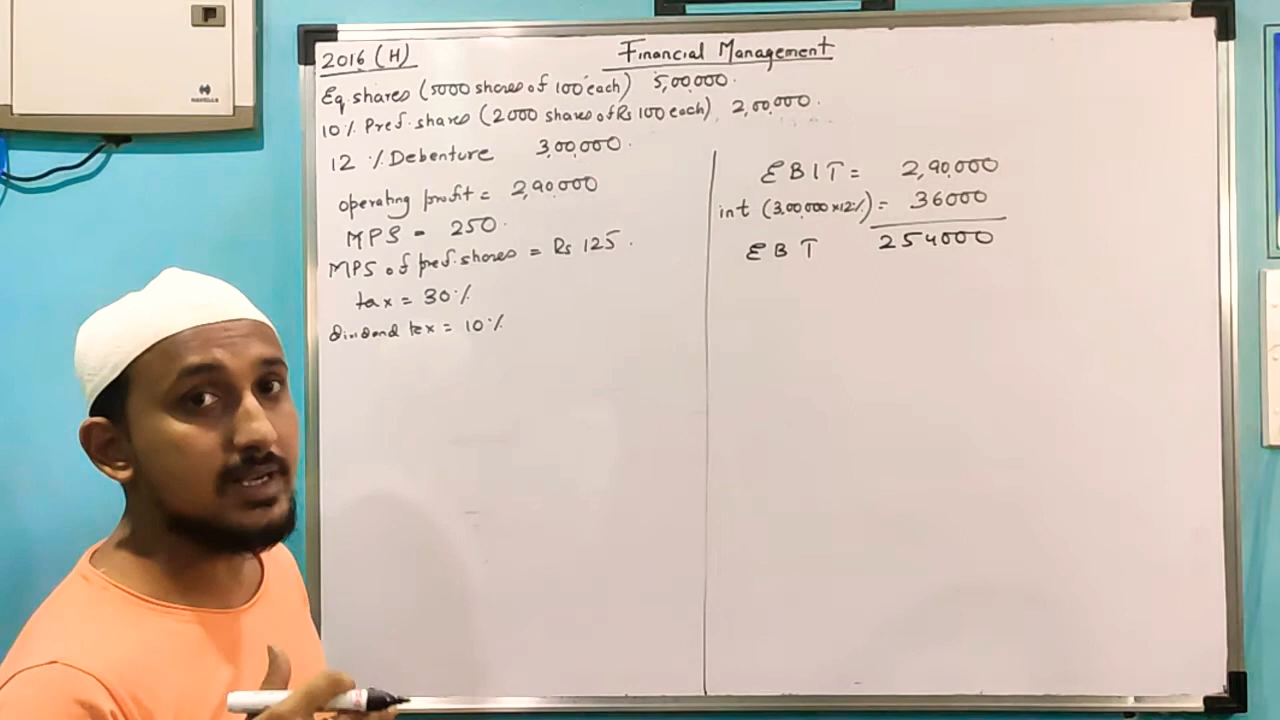 2016 (H)
Financial Management
Eq. shares (5000 shares of 100 each) 5,00,000.
10% Pref. shares (2000 shares of Rs 100 each) 2,00,000.
12 % Debenture 3,00,000.
operating profit = 2,90,000
MPS = 250.
MPS of pref. shares = Rs 125.
tax = 30%
dividend tax = 10%
EBIT = 2,90,000
int (3,00,000 x 12%) = 36000
EBT 254000
HAVELLS